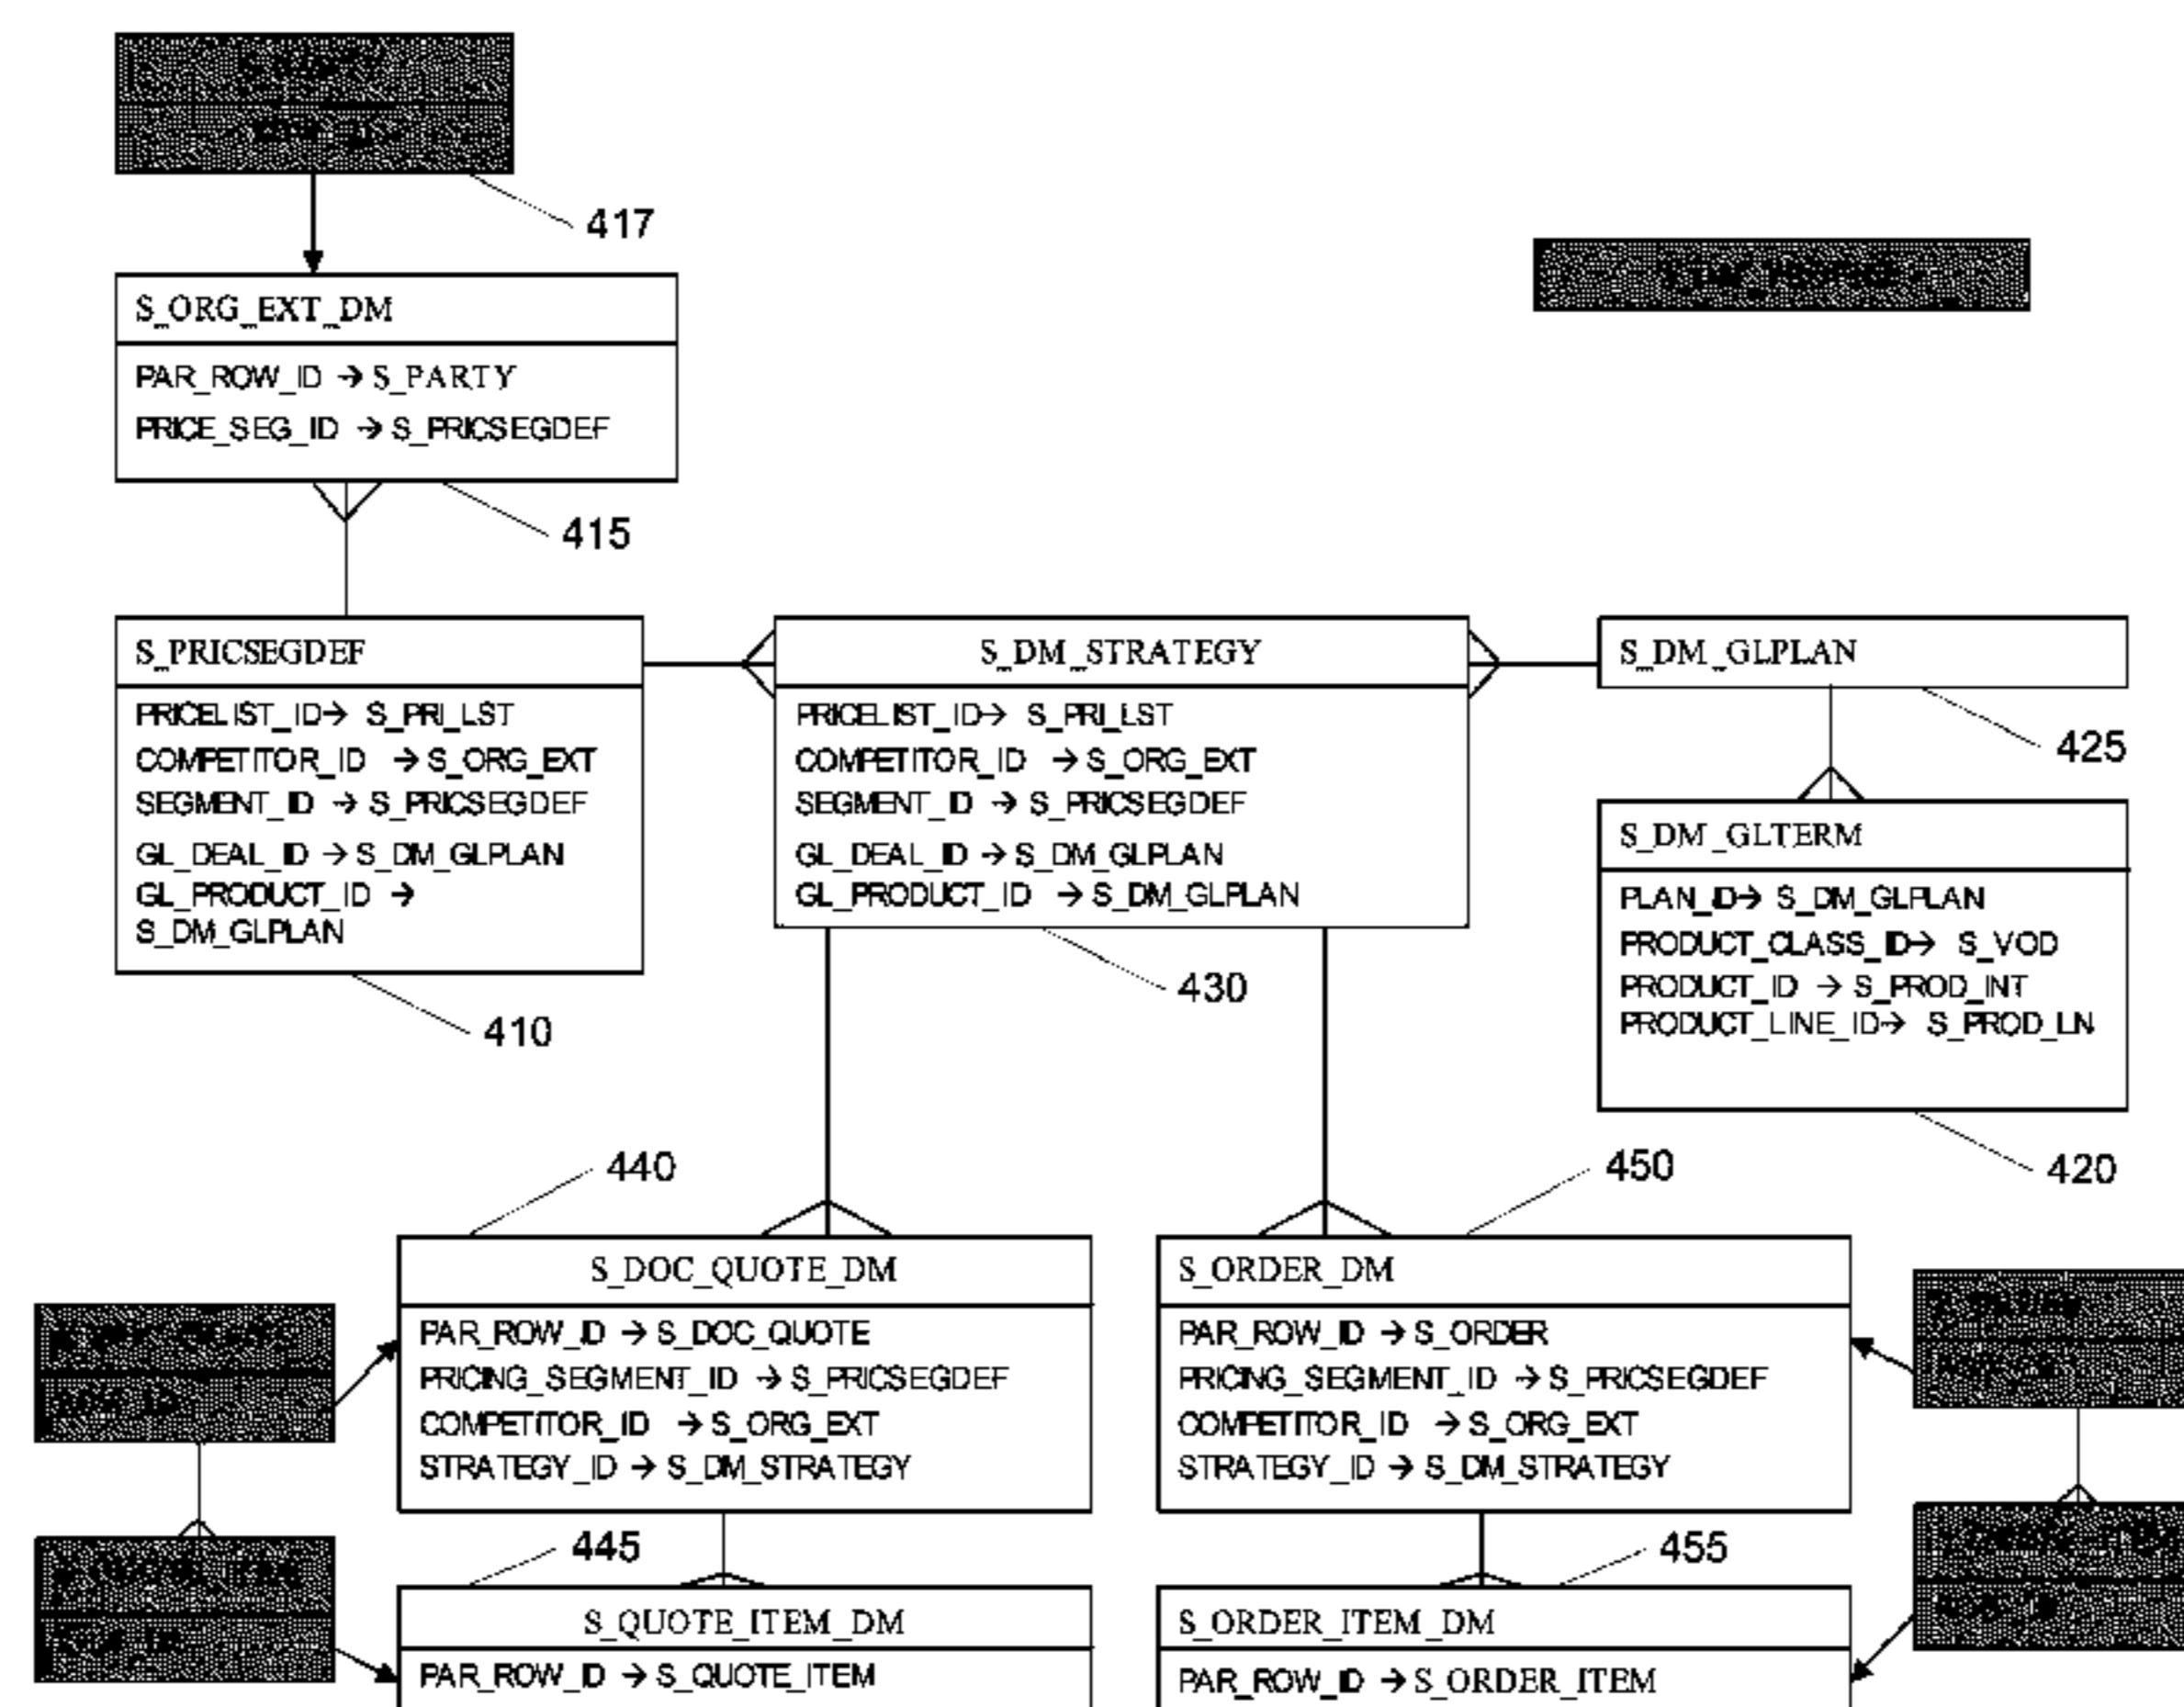 417
S_ORG_EXT_DM
PAR_ROW_ID → S_PARTY
PRICE_SEG_ID → S_PRICSEGDEF
415
S_PRICSEGDEF
PRICELIST_ID→ S_PRI_LST
COMPETITOR_ID → S_ORG_EXT
SEGMENT_ID → S_PRICSEGDEF
GL_DEAL_ID → S_DM_GLPLAN
GL_PRODUCT_ID →
S_DM_GLPLAN
410
S_DM_STRATEGY
PRICELIST_ID→ S_PRI_LST
COMPETITOR_ID → S_ORG_EXT
SEGMENT_ID → S_PRICSEGDEF
GL_DEAL_ID → S_DM_GLPLAN
GL_PRODUCT_ID → S_DM_GLPLAN
430
S_DM_GLPLAN
425
S_DM_GLTERM
PLAN_ID→ S_DM_GLPLAN
PRODUCT_CLASS_ID→ S_VOD
PRODUCT_ID → S_PROD_INT
PRODUCT_LINE_ID→ S_PROD_LN
420
440
S_DOC_QUOTE_DM
PAR_ROW_ID → S_DOC_QUOTE
PRICING_SEGMENT_ID → S_PRICSEGDEF
COMPETITOR_ID → S_ORG_EXT
STRATEGY_ID → S_DM_STRATEGY
450
S_ORDER_DM
PAR_ROW_ID → S_ORDER
PRICING_SEGMENT_ID → S_PRICSEGDEF
COMPETITOR_ID → S_ORG_EXT
STRATEGY_ID → S_DM_STRATEGY
445
S_QUOTE_ITEM_DM
PAR_ROW_ID → S_QUOTE_ITEM
455
S_ORDER_ITEM_DM
PAR_ROW_ID → S_ORDER_ITEM